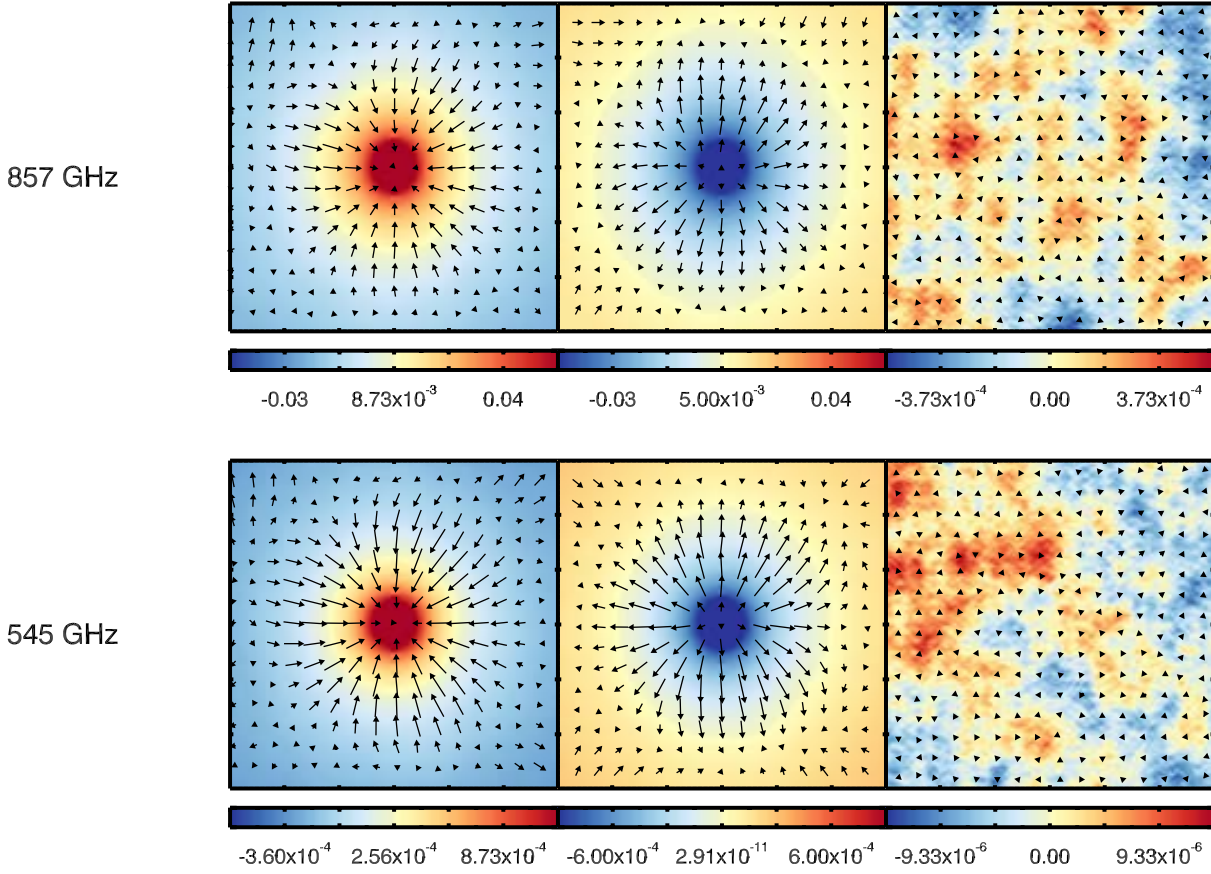 857 GHz
-0.03 8.73x10⁻³ 0.04 -0.03 5.00x10⁻³ 0.04 -3.73x10⁻⁴ 0.00 3.73x10⁻⁴
545 GHz
-3.60x10⁻⁴ 2.56x10⁻⁴ 8.73x10⁻⁴ -6.00x10⁻⁴ 2.91x10⁻¹¹ 6.00x10⁻⁴ -9.33x10⁻⁶ 0.00 9.33x10⁻⁶